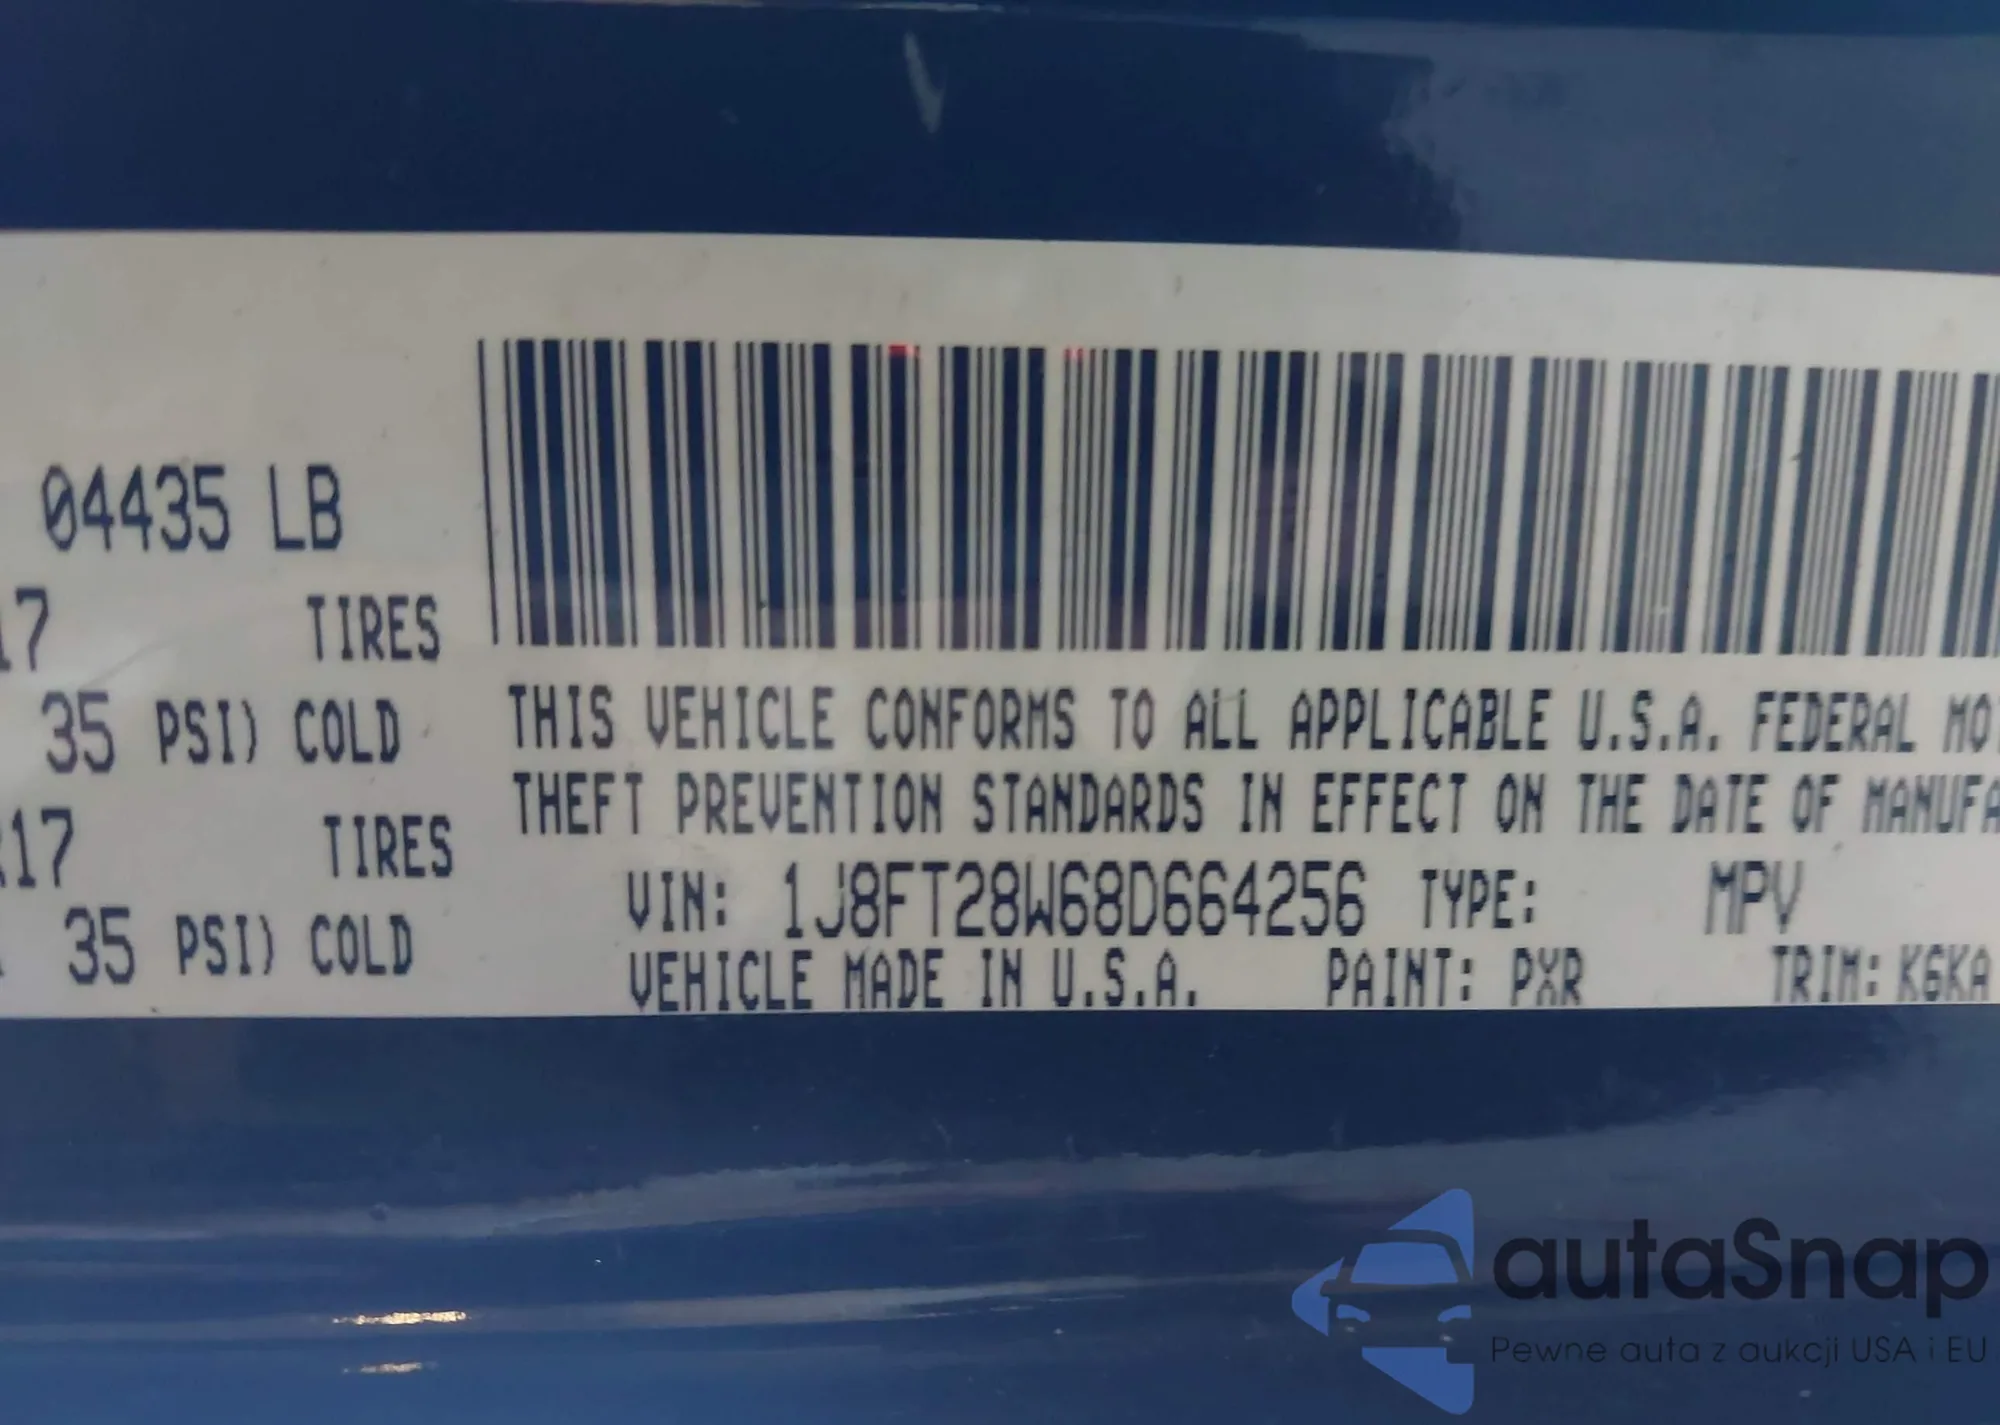 04435 LB
17 TIRES
35 PSI) COLD
17 TIRES
35 PSI) COLD
THIS VEHICLE CONFORMS TO ALL APPLICABLE U.S.A. FEDERAL MOT
THEFT PREVENTION STANDARDS IN EFFECT ON THE DATE OF MANUFA
VIN: 1J8FT28W68D664256 TYPE: MPV
VEHICLE MADE IN U.S.A. PAINT: PXR TRIM: K6KA
autaSnap
Pewne auta z aukcji USA i EU